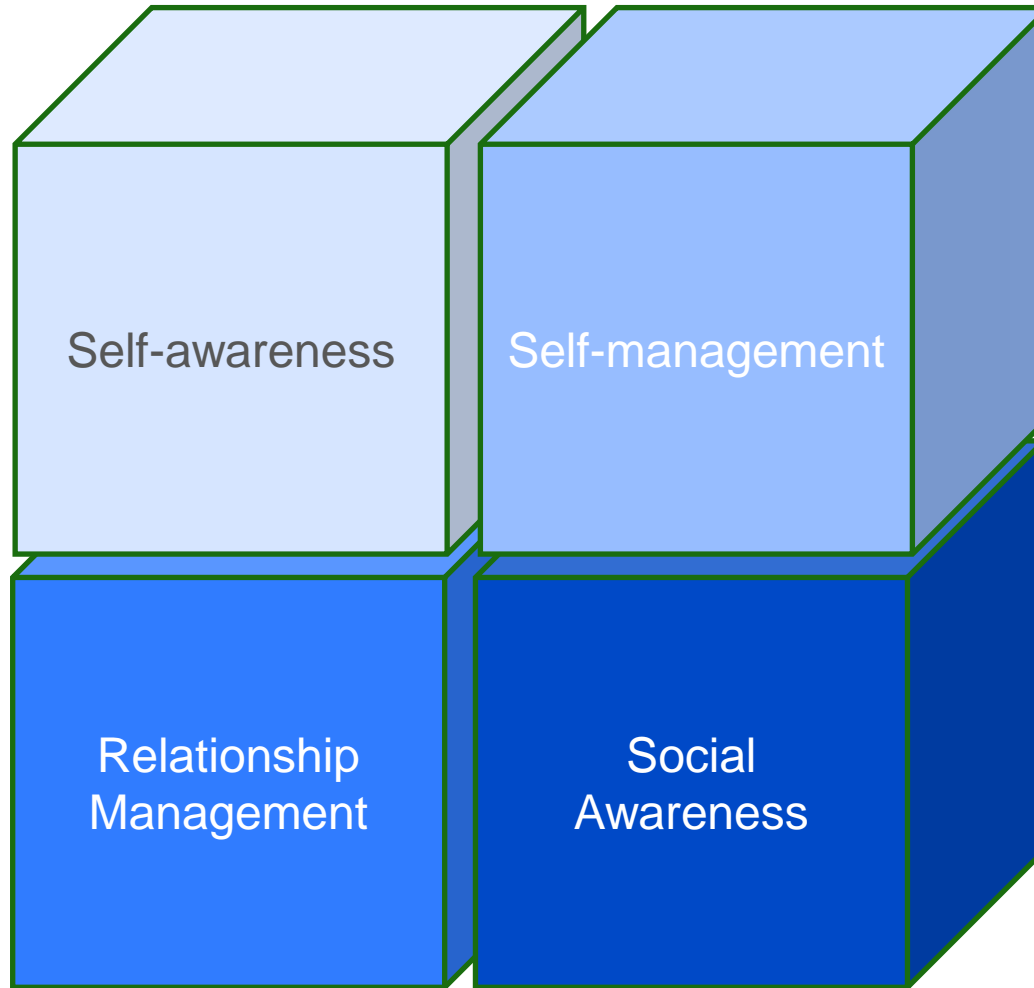 Self-awareness
Self-management
Relationship
Management
Social
Awareness